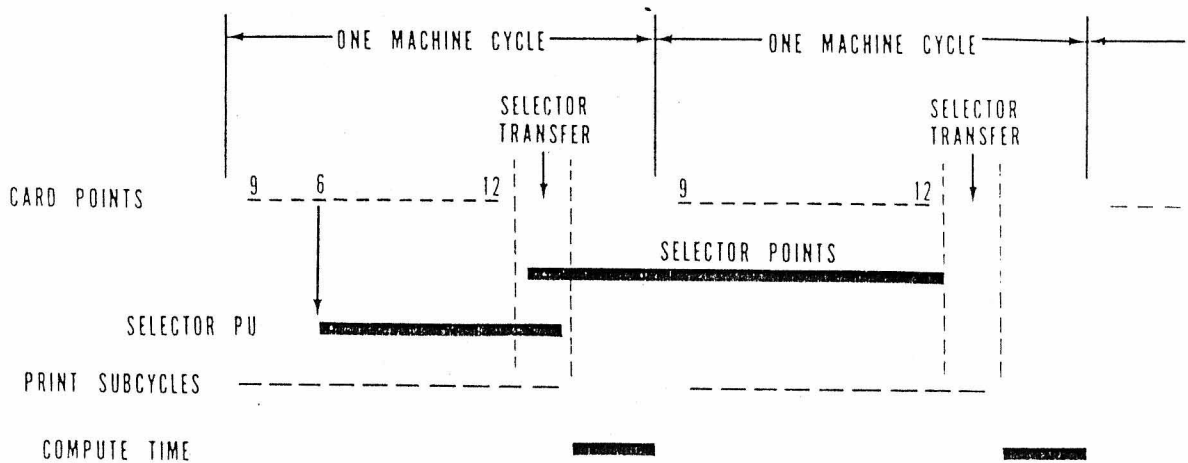 ONE MACHINE CYCLE
ONE MACHINE CYCLE
SELECTOR
TRANSFER
SELECTOR
TRANSFER
CARD POINTS
9 6 12
9 12
SELECTOR POINTS
SELECTOR PU
PRINT SUBCYCLES
COMPUTE TIME